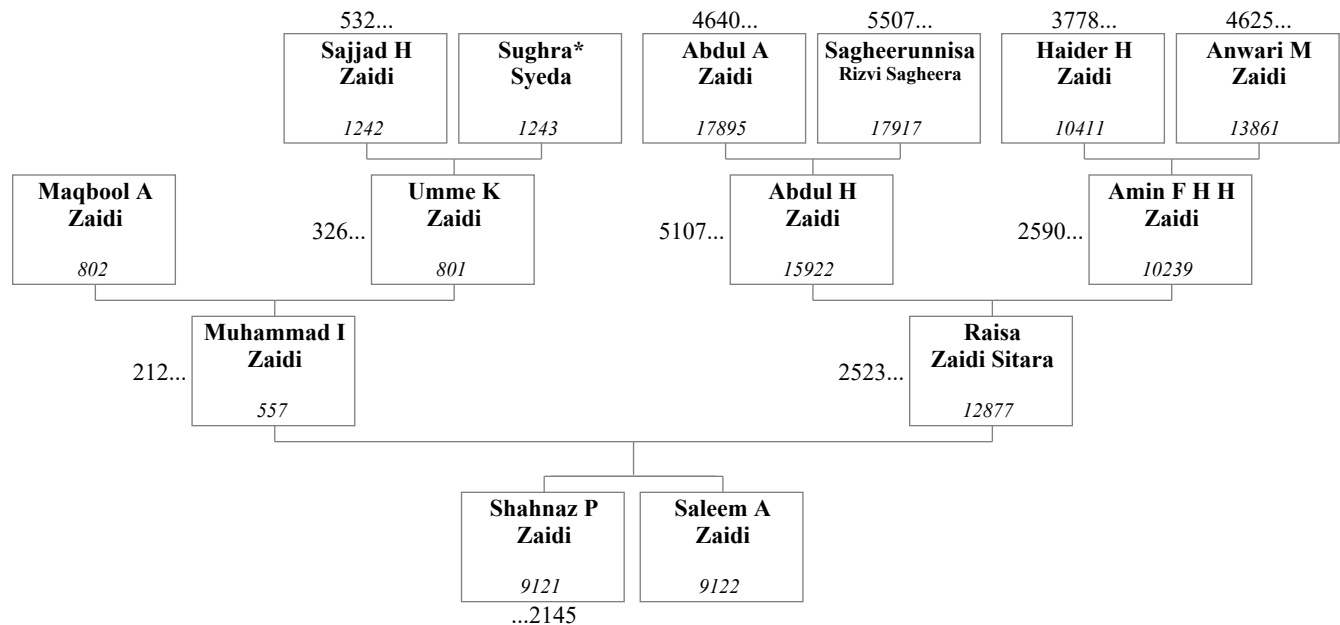 532...
4640...
5507...
3778...
4625...
Sajjad H
Zaidi
1242
Sughra*
Syeda
1243
Abdul A
Zaidi
17895
Sagheerunnisa
Rizvi Sagheera
17917
Haider H
Zaidi
10411
Anwari M
Zaidi
13861
Maqbool A
Zaidi
802
326...
Umme K
Zaidi
801
5107...
Abdul H
Zaidi
15922
2590...
Amin F H H
Zaidi
10239
212...
Muhammad I
Zaidi
557
2523...
Raisa
Zaidi Sitara
12877
Shahnaz P
Zaidi
9121
...2145
Saleem A
Zaidi
9122